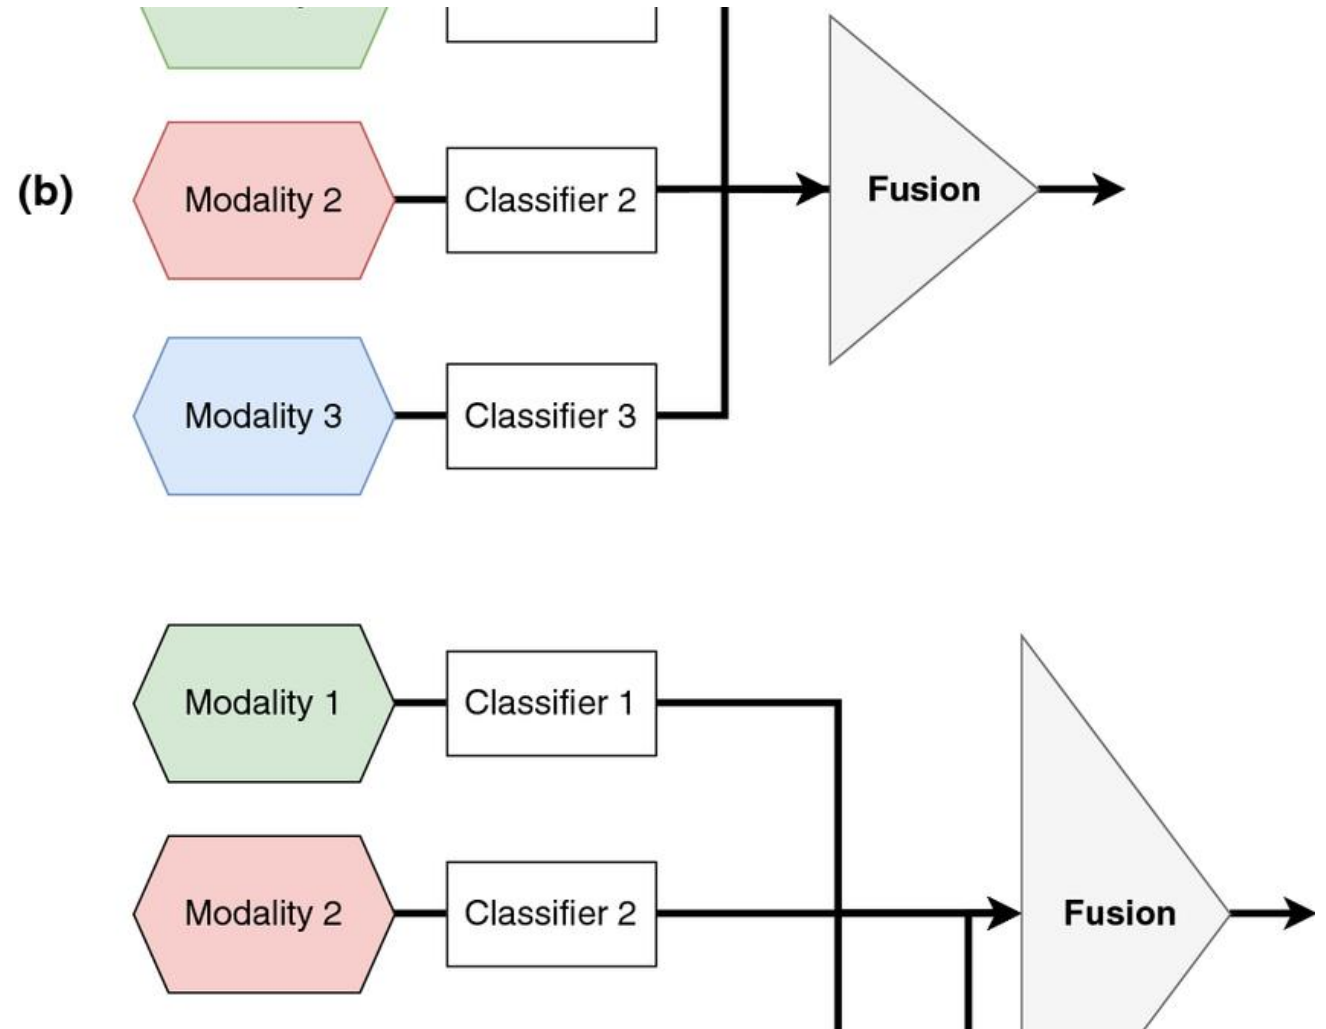 (b)
Modality 2
Classifier 2
Fusion
Modality 3
Classifier 3
Modality 1
Classifier 1
Modality 2
Classifier 2
Fusion